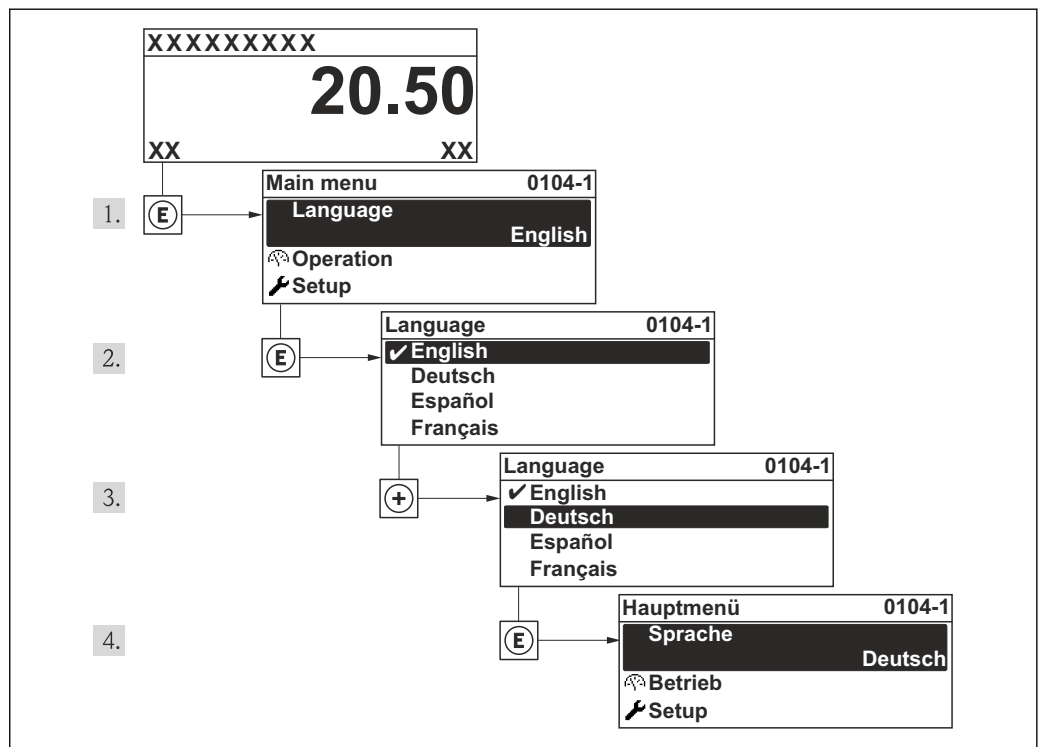 XXXXXXXXX
20.50
XX XX
1. E
Main menu 0104-1
Language
English
Operation
Setup
2. E
Language 0104-1
✔ English
Deutsch
Español
Français
3. +
Language 0104-1
✔ English
Deutsch
Español
Français
4. E
Hauptmenü 0104-1
Sprache
Deutsch
Betrieb
Setup